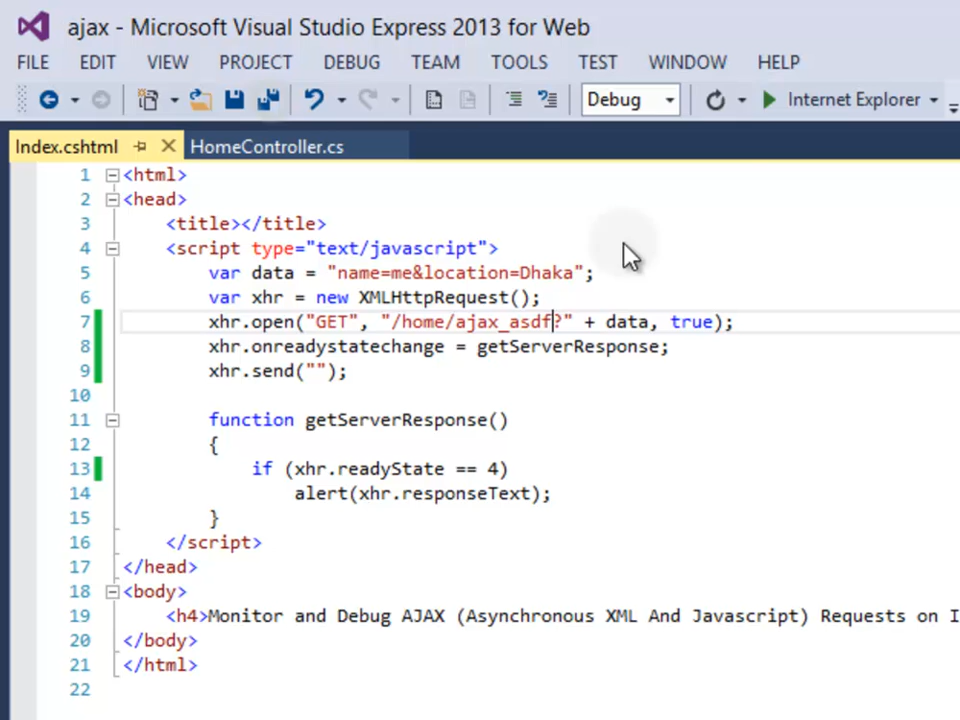 ajax - Microsoft Visual Studio Express 2013 for Web
FILE EDIT VIEW PROJECT DEBUG TEAM TOOLS TEST WINDOW HELP
Debug Internet Explorer
Index.cshtml HomeController.cs
1 <html>
2 <head>
3 <title></title>
4 <script type="text/javascript">
5 var data = "name=me&location=Dhaka";
6 var xhr = new XMLHttpRequest();
7 xhr.open("GET", "/home/ajax_asdf?" + data, true);
8 xhr.onreadystatechange = getServerResponse;
9 xhr.send("");
10
11 function getServerResponse()
12 {
13 if (xhr.readyState == 4)
14 alert(xhr.responseText);
15 }
16 </script>
17 </head>
18 <body>
19 <h4>Monitor and Debug AJAX (Asynchronous XML And Javascript) Requests on I
20 </body>
21 </html>
22